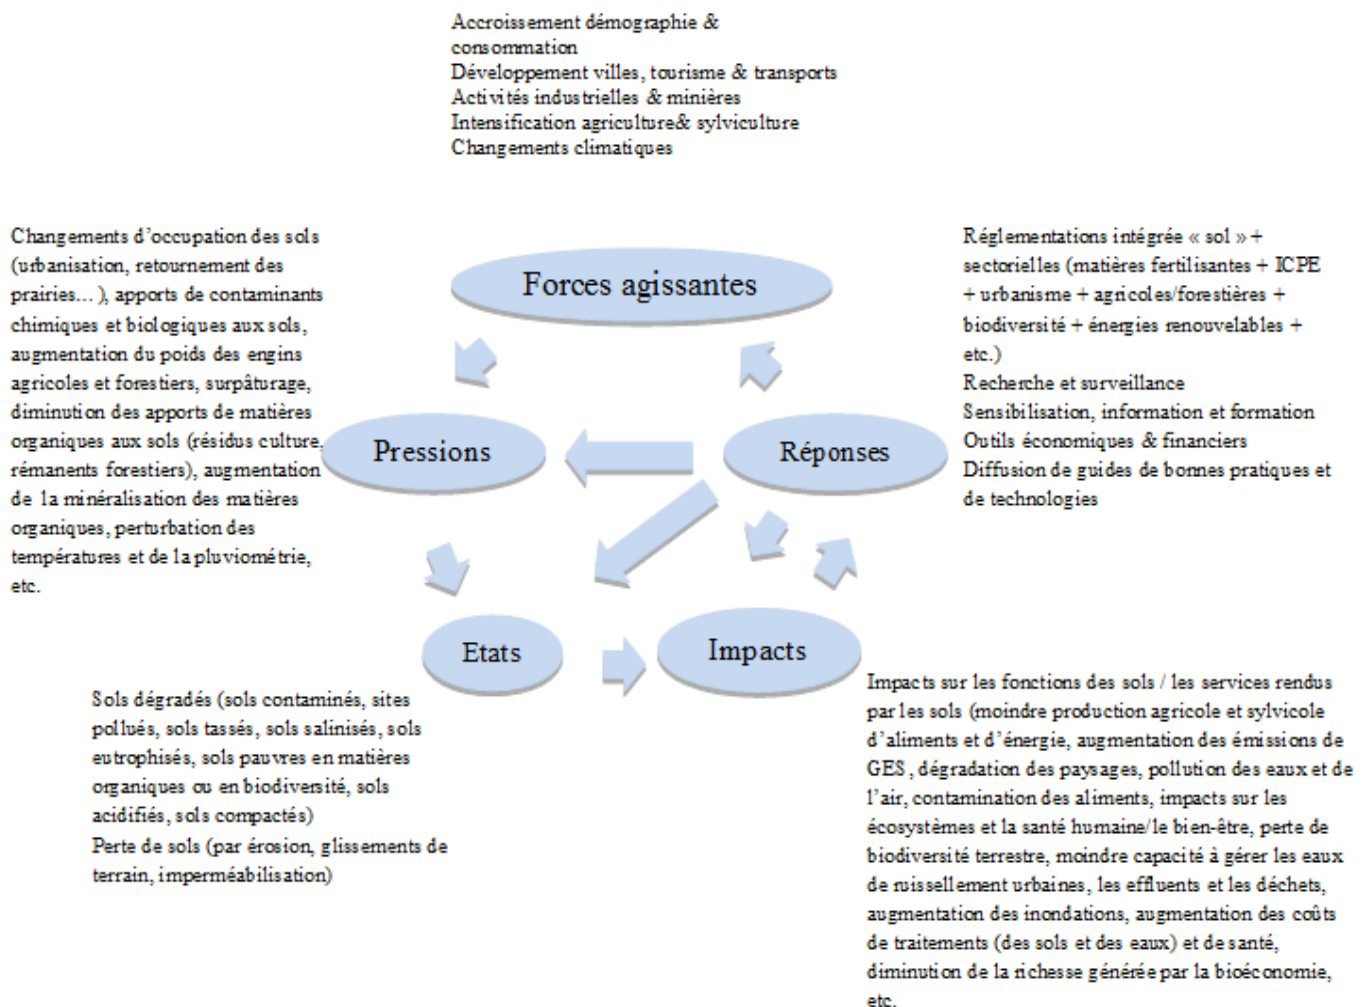 Accroissement démographie &
consommation
Développement villes, tourisme & transports
Activités industrielles & minières
Intensification agriculture& sylviculture
Changements climatiques
Forces agissantes
Changements d'occupation des sols
(urbanisation, retournement des
prairies...), apports de contaminants
chimiques et biologiques aux sols,
augmentation du poids des engins
agricoles et forestiers, surpâturage,
diminution des apports de matières
organiques aux sols (résidus culture,
rémanents forestiers), augmentation
de la minéralisation des matières
organiques, perturbation des
températures et de la pluviométrie,
etc.
Pressions
Réponses
Réglementations intégrée « sol » +
sectorielles (matières fertilisantes + ICPE
+ urbanisme + agricoles/forestières +
biodiversité + énergies renouvelables +
etc.)
Recherche et surveillance
Sensibilisation, information et formation
Outils économiques & financiers
Diffusion de guides de bonnes pratiques et
de technologies
Etats
Impacts
Sols dégradés (sols contaminés, sites
pollués, sols tassés, sols salinisés, sols
eutrophisés, sols pauvres en matières
organiques ou en biodiversité, sols
acidifiés, sols compactés)
Perte de sols (par érosion, glissements de
terrain, imperméabilisation)
Impacts sur les fonctions des sols / les services rendus
par les sols (moindre production agricole et sylvicole
d'aliments et d'énergie, augmentation des émissions de
GES, dégradation des paysages, pollution des eaux et de
l'air, contamination des aliments, impacts sur les
écosystèmes et la santé humaine/le bien-être, perte de
biodiversité terrestre, moindre capacité à gérer les eaux
de ruissellement urbaines, les effluents et les déchets,
augmentation des inondations, augmentation des coûts
de traitements (des sols et des eaux) et de santé,
diminution de la richesse générée par la bioéconomie,
etc.